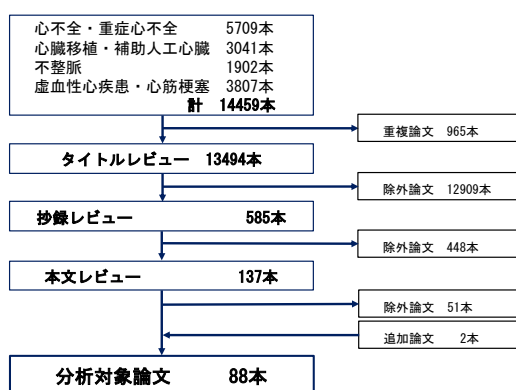 心不全・重症心不全 5709本
心臓移植・補助人工心臓 3041本
不整脈 1902本
虚血性心疾患・心筋梗塞 3807本
計 14459本
重複論文 965本
タイトルレビュー 13494本
除外論文 12909本
抄録レビュー 585本
除外論文 448本
本文レビュー 137本
除外論文 51本
追加論文 2本
分析対象論文 88本